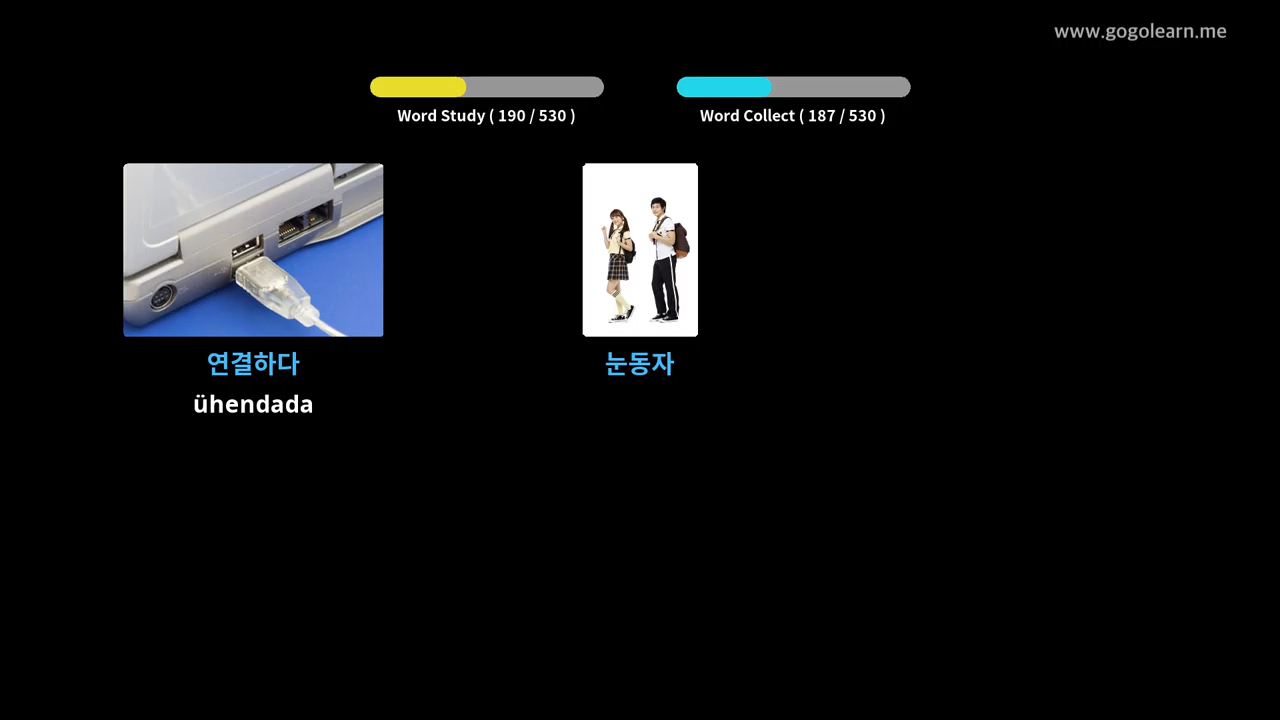 www.gogolearn.me
Word Study ( 190 / 530 )
Word Collect ( 187 / 530 )
연결하다
ühendada
눈동자